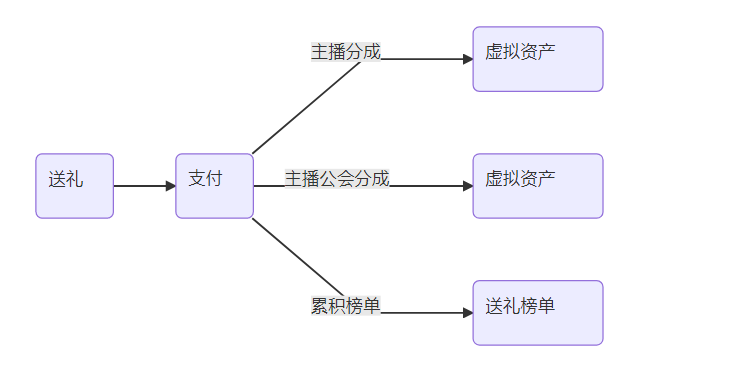 主播分成
虚拟资产
送礼
支付
主播公会分成
虚拟资产
累积榜单
送礼榜单